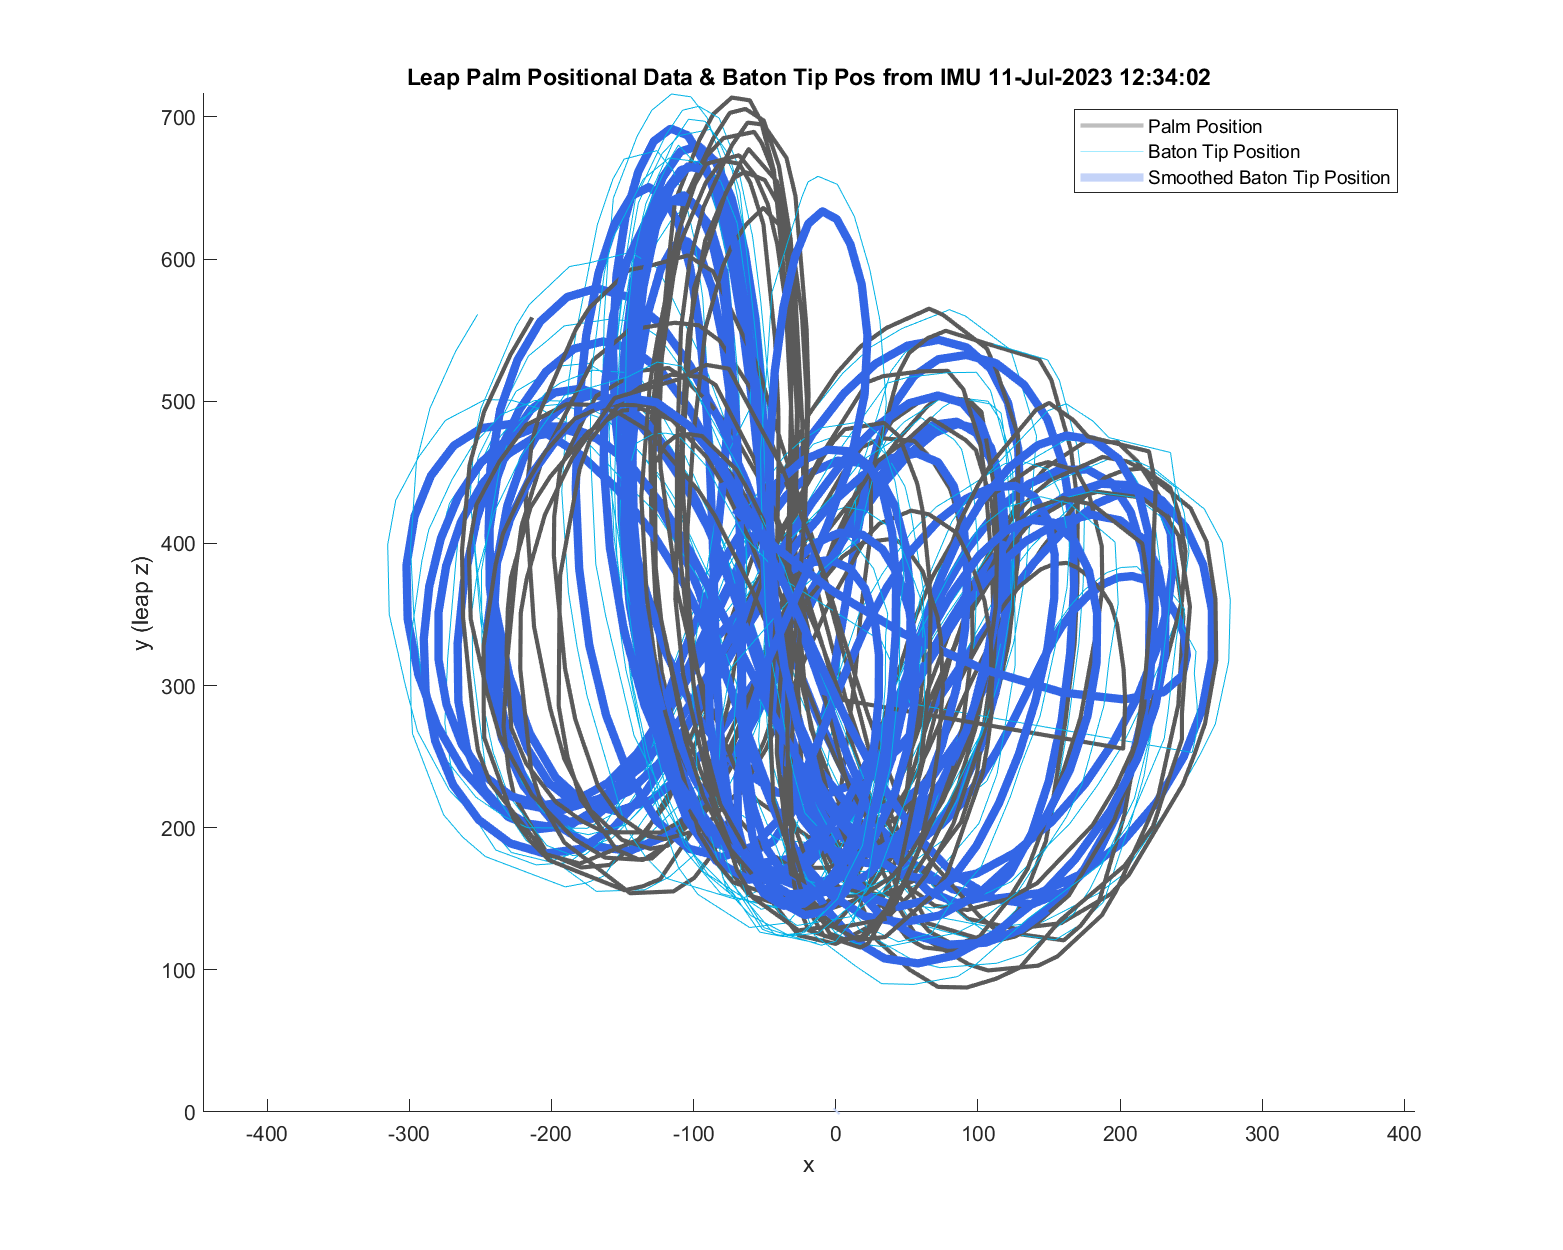 Leap Palm Positional Data & Baton Tip Pos from IMU 11-Jul-2023 12:34:02
Palm Position
Baton Tip Position
Smoothed Baton Tip Position
700
600
500
400
300
200
100
0
y (leap z)
-400 -300 -200 -100 0 100 200 300 400
x